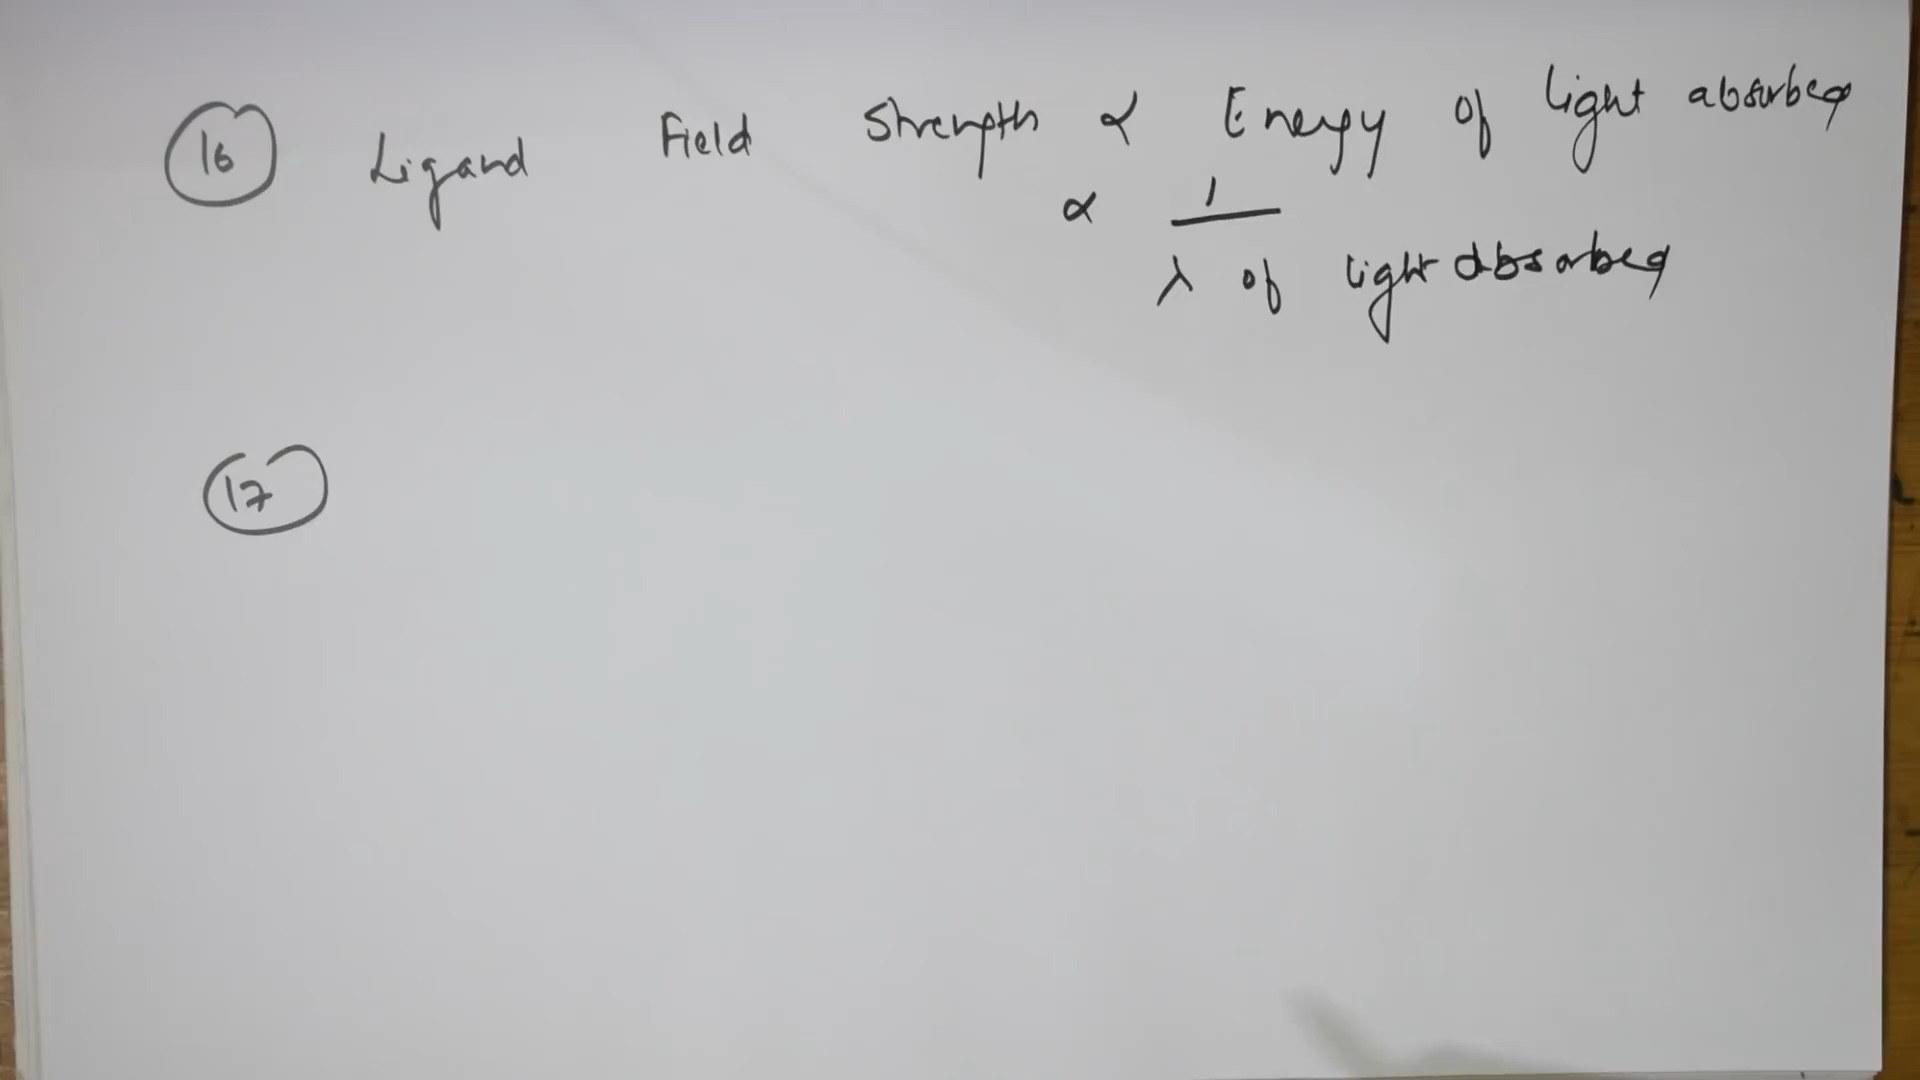 16 Ligand Field Strength ∝ Energy of light absorbed
∝ 1
λ of light absorbed
17